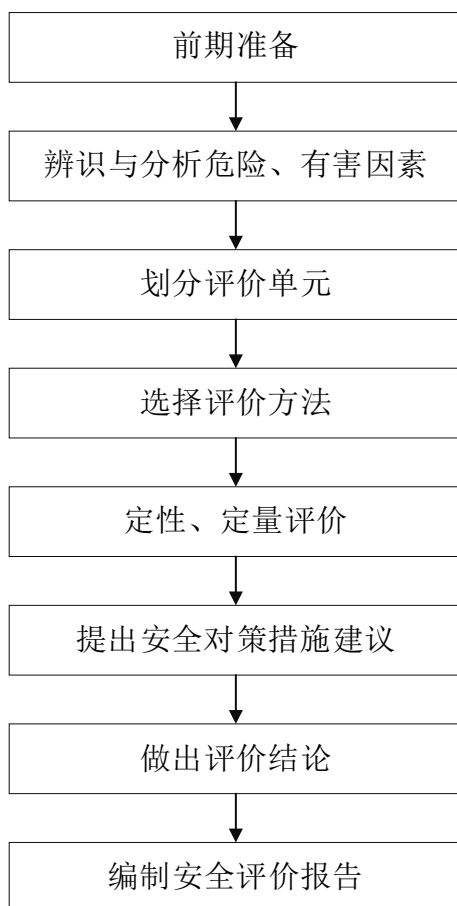 前期准备
辨识与分析危险、有害因素
划分评价单元
选择评价方法
定性、定量评价
提出安全对策措施建议
做出评价结论
编制安全评价报告